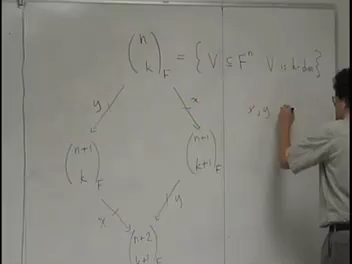 (n k)_F = { V ⊆ F^n V is k-dim }
y x
x, y
(n+1 k)_F (n+1 k+1)_F
x y
(n+2 k+1)_F